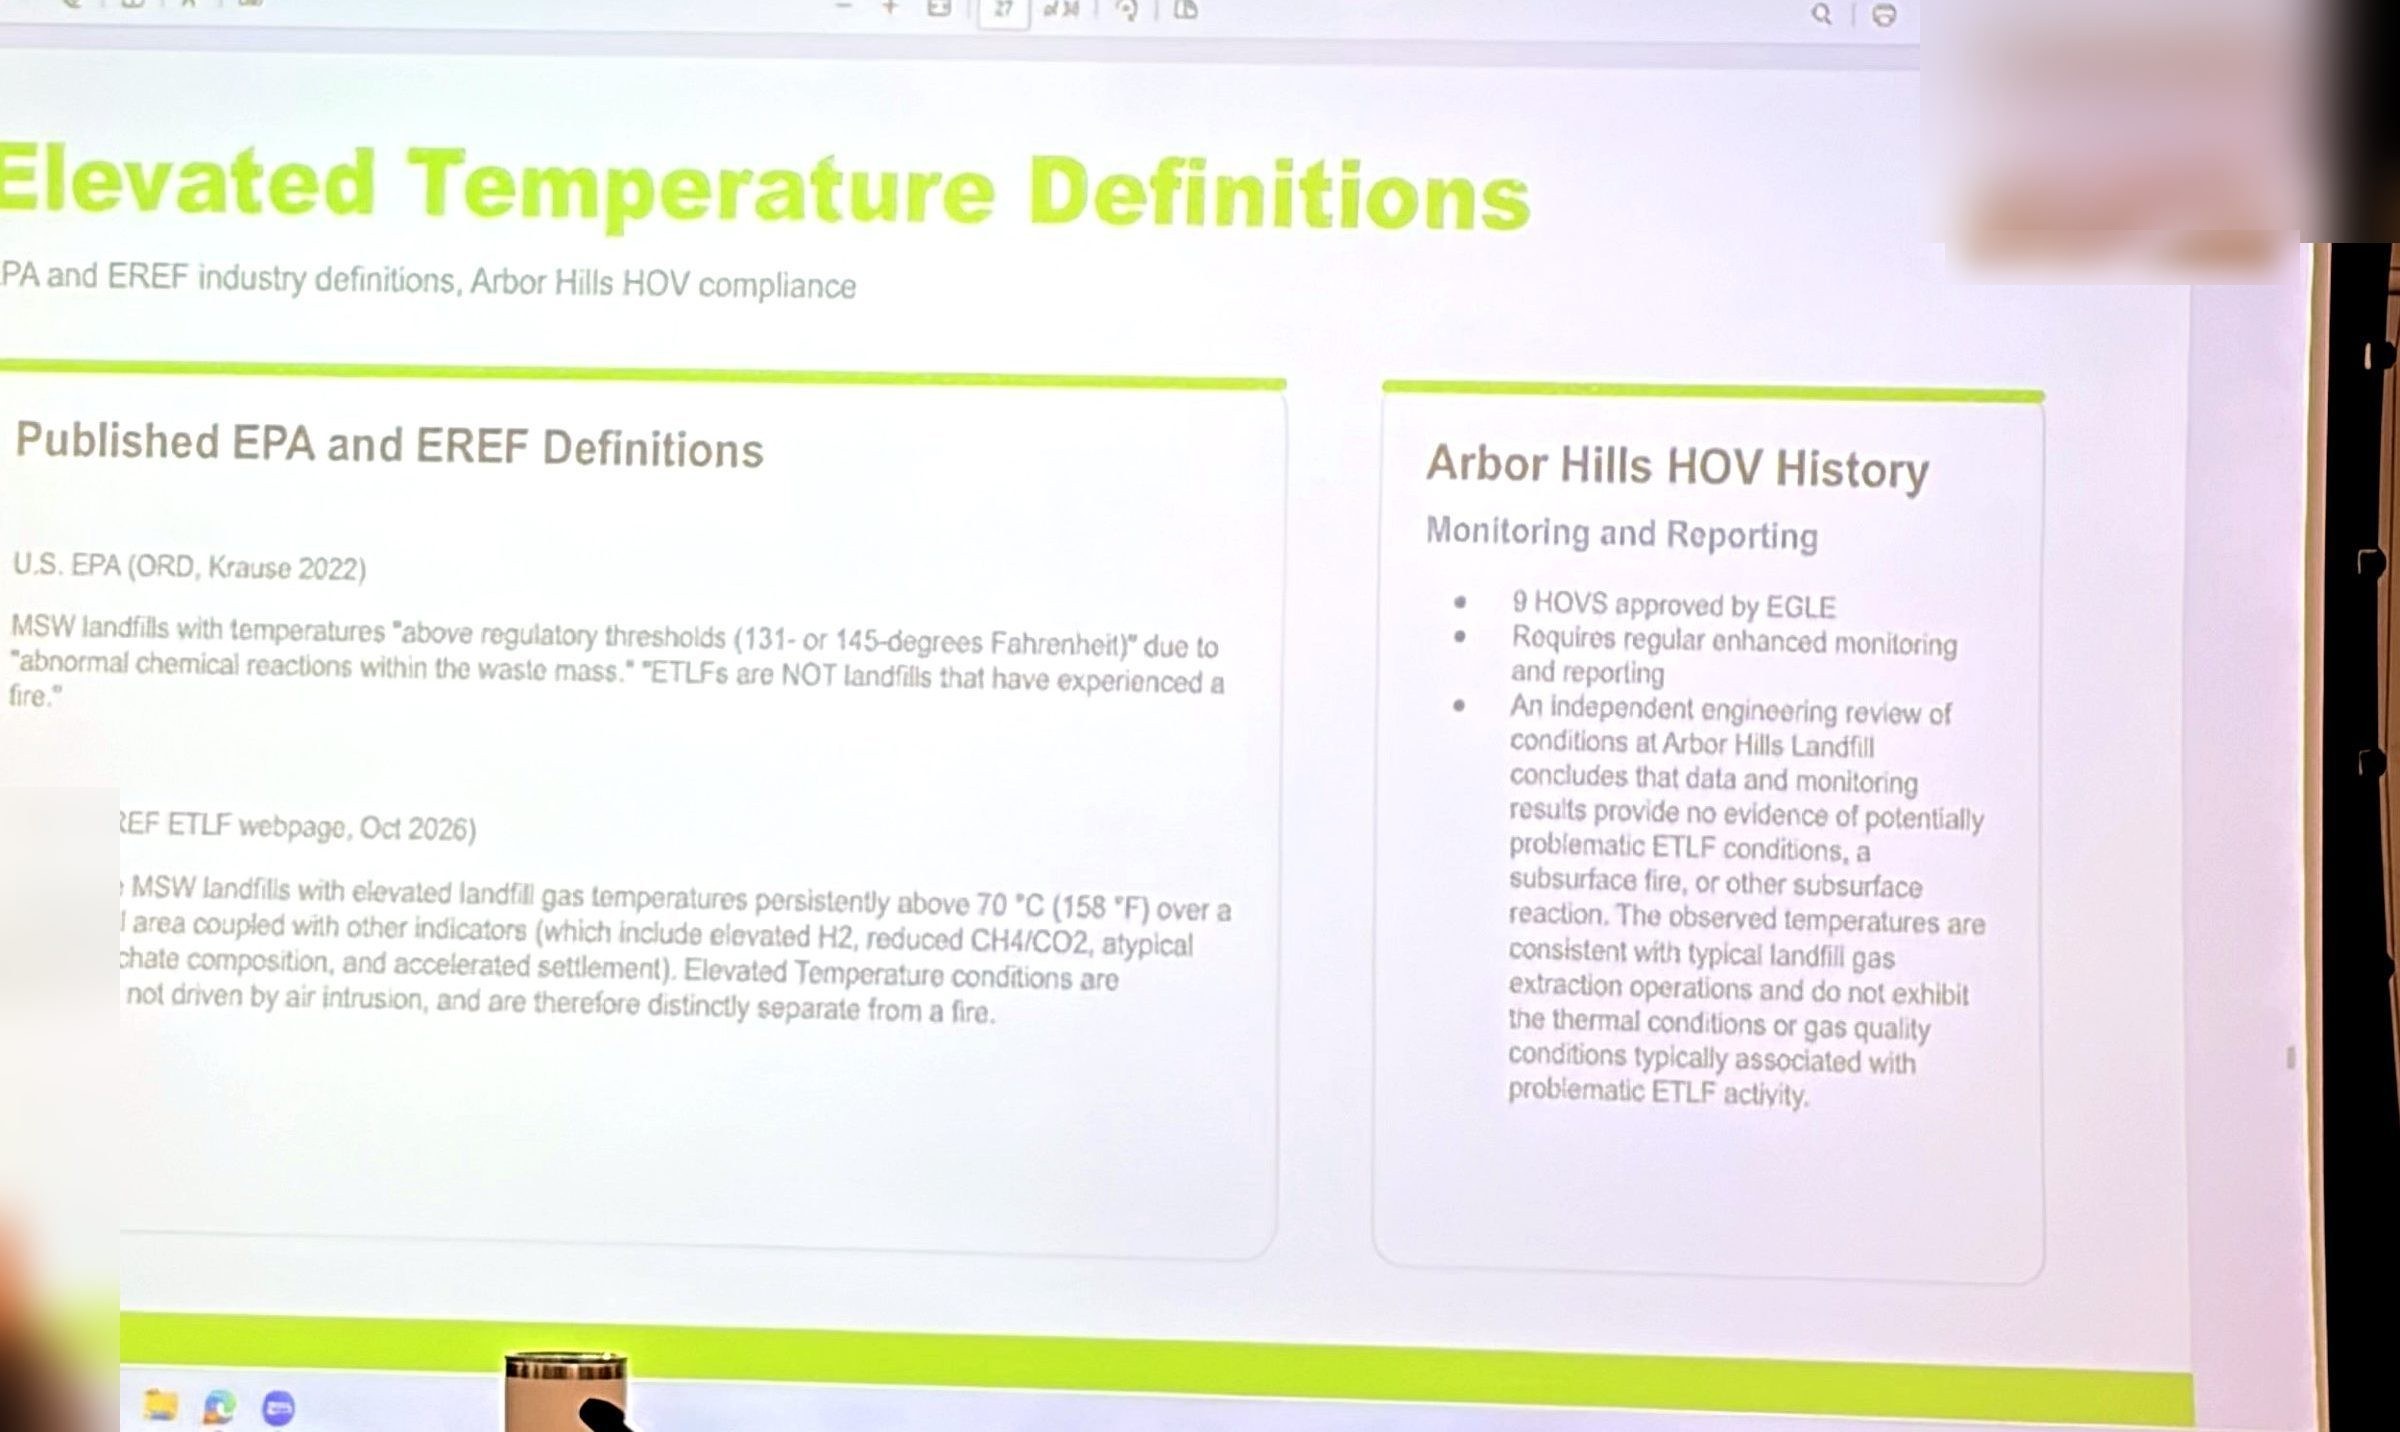 27 of 34
Elevated Temperature Definitions
PA and EREF industry definitions, Arbor Hills HOV compliance
Published EPA and EREF Definitions
U.S. EPA (ORD, Krause 2022)
MSW landfills with temperatures "above regulatory thresholds (131- or 145-degrees Fahrenheit)" due to
"abnormal chemical reactions within the waste mass." "ETLFs are NOT landfills that have experienced a
fire."
REF ETLF webpage, Oct 2026)
MSW landfills with elevated landfill gas temperatures persistently above 70 °C (158 °F) over a
area coupled with other indicators (which include elevated H2, reduced CH4/CO2, atypical
chate composition, and accelerated settlement). Elevated Temperature conditions are
not driven by air intrusion, and are therefore distinctly separate from a fire.
Arbor Hills HOV History
Monitoring and Reporting
• 9 HOVS approved by EGLE
• Requires regular enhanced monitoring
and reporting
• An independent engineering review of
conditions at Arbor Hills Landfill
concludes that data and monitoring
results provide no evidence of potentially
problematic ETLF conditions, a
subsurface fire, or other subsurface
reaction. The observed temperatures are
consistent with typical landfill gas
extraction operations and do not exhibit
the thermal conditions or gas quality
conditions typically associated with
problematic ETLF activity.